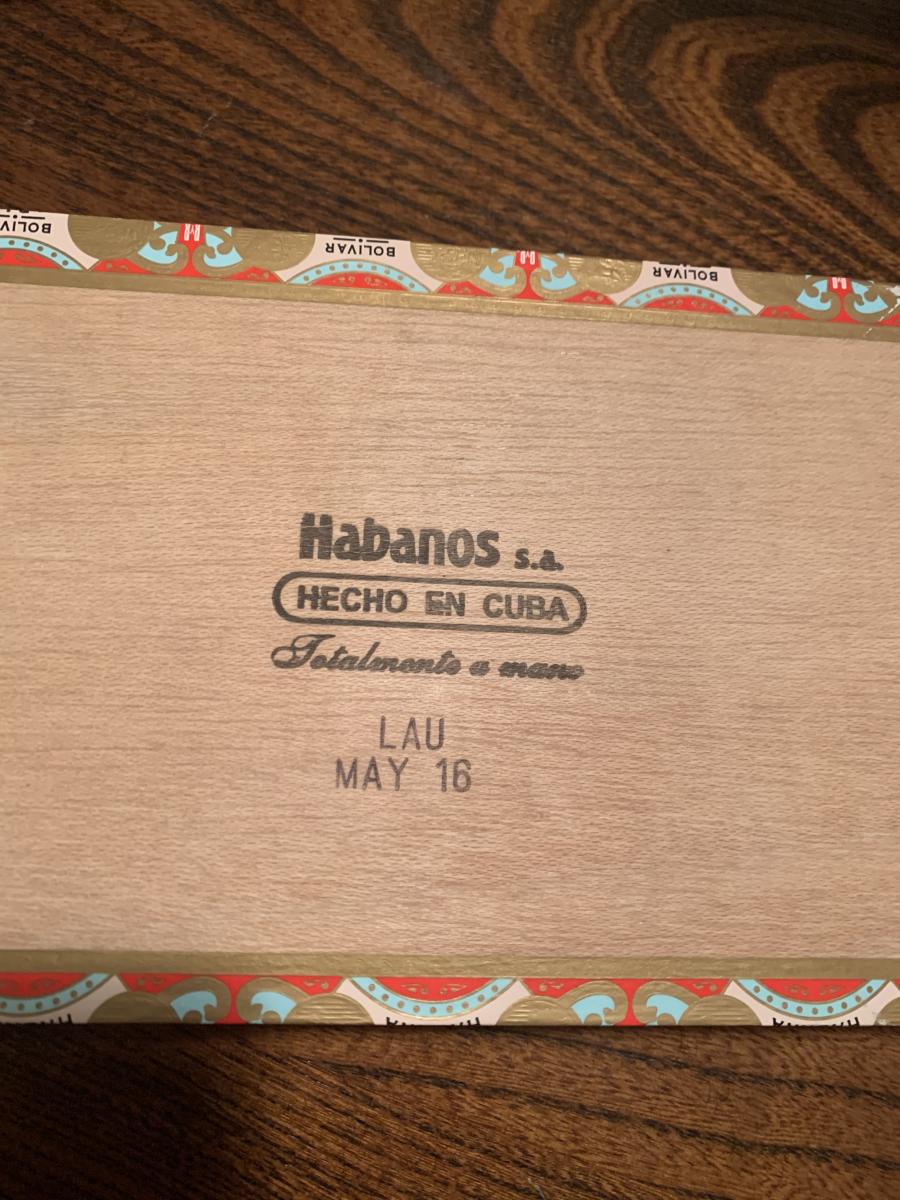 BOLIVAR
BOLIVAR
BOLIVAR
Habanos s.a.
HECHO EN CUBA
Totalmente a mano
LAU
MAY 16